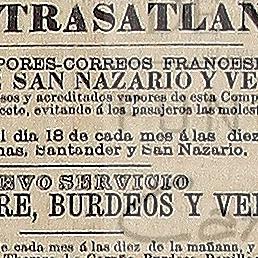 TRASATLAN
PORES-CORREOS FRANCESE
SAN NAZARIO Y VE
sos y acreditados vapores de esta Comp
ecto, evitando á los pasajeros las molest
l día 18 de cada mes á las diez
nas, Santander y San Nazario.
EVO SERVICIO
RE, BURDEOS Y VE
e cada mes á las diez de la mañana, y